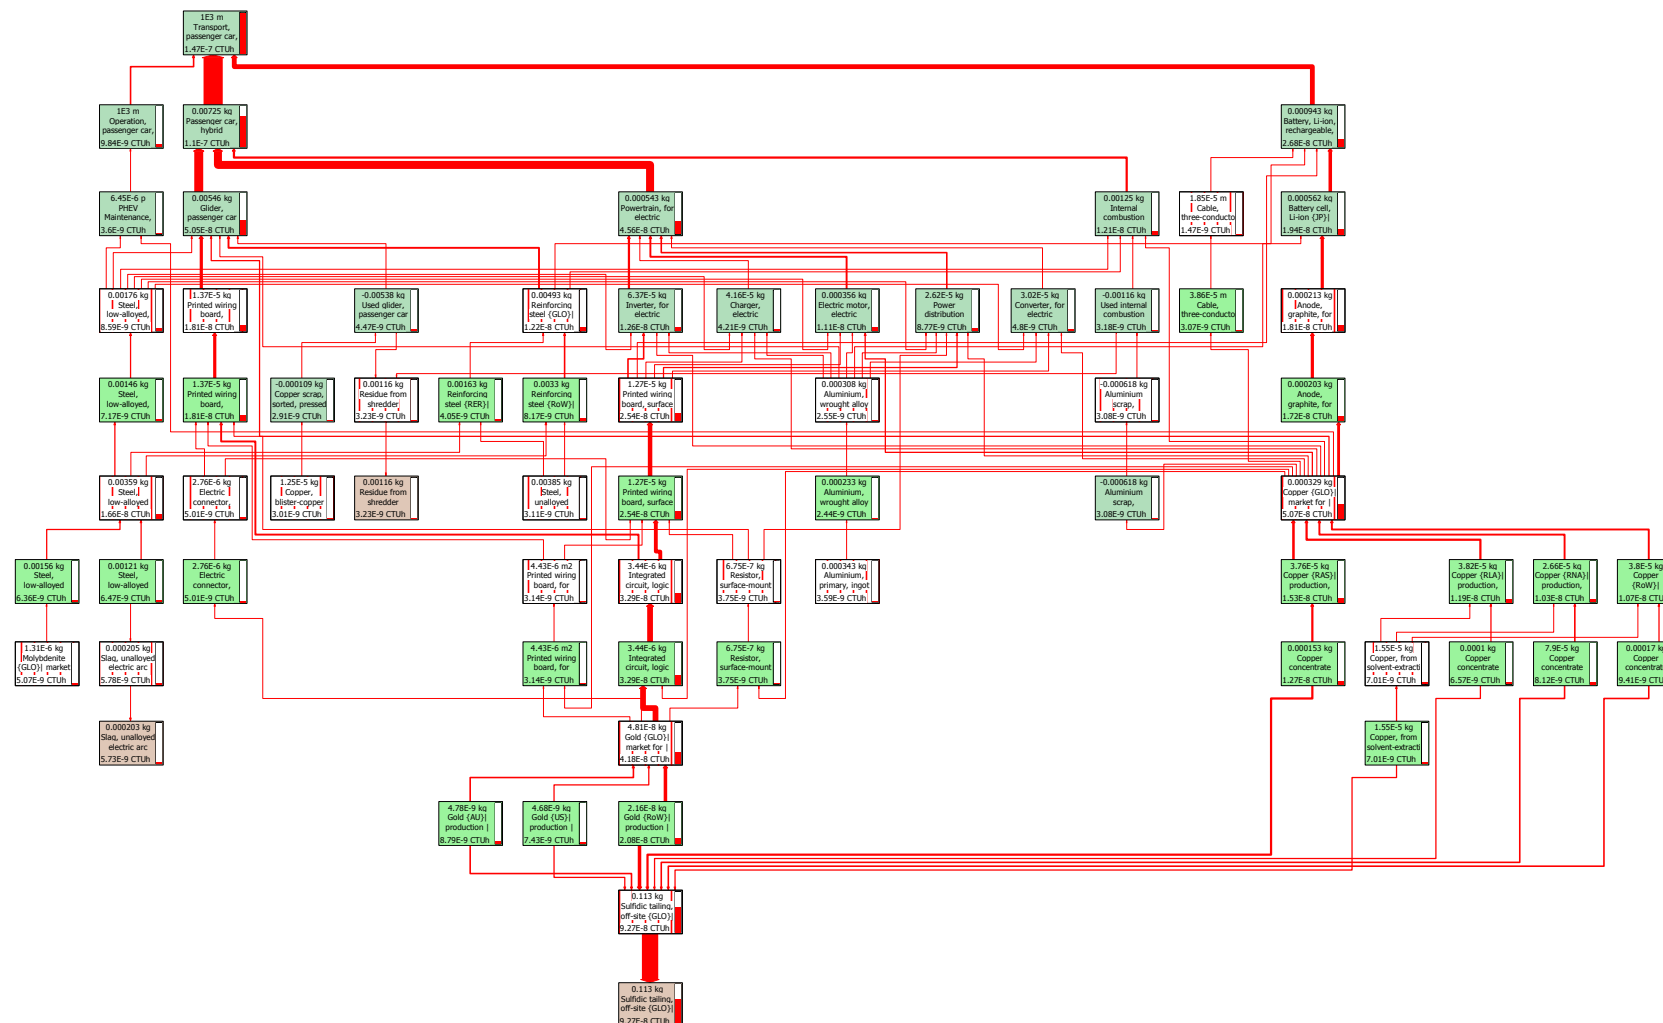 1E3 m
Transport,
passenger car,
1.47E-7 CTUh
1E3 m
Operation,
passenger car,
9.84E-9 CTUh
0.00725 kg
Passenger car,
hybrid
1.1E-7 CTUh
0.000943 kg
Battery, Li-ion,
rechargeable,
2.68E-8 CTUh
6.45E-6 p
PHEV
Maintenance,
3.6E-9 CTUh
0.00546 kg
Glider,
passenger car
5.05E-8 CTUh
0.000543 kg
Powertrain, for
electric
4.56E-8 CTUh
0.00125 kg
Internal
combustion
1.21E-8 CTUh
1.85E-5 m
Cable,
three-conducto
1.47E-9 CTUh
0.000562 kg
Battery cell,
Li-ion {JP}|
1.94E-8 CTUh
0.00176 kg
Steel,
low-alloyed,
8.59E-9 CTUh
1.37E-5 kg
Printed wiring
board,
1.81E-8 CTUh
-0.00538 kg
Used glider,
passenger car
4.47E-9 CTUh
0.00493 kg
Reinforcing
steel {GLO}|
1.22E-8 CTUh
6.37E-5 kg
Inverter, for
electric
1.26E-8 CTUh
4.16E-5 kg
Charger,
electric
4.21E-9 CTUh
0.000356 kg
Electric motor,
electric
1.11E-8 CTUh
2.62E-5 kg
Power
distribution
8.77E-9 CTUh
3.02E-5 kg
Converter, for
electric
4.8E-9 CTUh
-0.00116 kg
Used internal
combustion
3.18E-9 CTUh
3.86E-5 m
Cable,
three-conducto
3.07E-9 CTUh
0.000213 kg
Anode,
graphite, for
1.81E-8 CTUh
0.00146 kg
Steel,
low-alloyed,
7.17E-9 CTUh
1.37E-5 kg
Printed wiring
board,
1.81E-8 CTUh
-0.000109 kg
Copper scrap,
sorted, pressed
2.91E-9 CTUh
0.00116 kg
Residue from
shredder
3.23E-9 CTUh
0.00163 kg
Reinforcing
steel {RER}|
4.05E-9 CTUh
0.0033 kg
Reinforcing
steel {RoW}|
8.17E-9 CTUh
1.27E-5 kg
Printed wiring
board, surface
2.54E-8 CTUh
0.000308 kg
Aluminium,
wrought alloy
2.55E-9 CTUh
-0.000618 kg
Aluminium
scrap,
3.08E-9 CTUh
0.000203 kg
Anode,
graphite, for
1.72E-8 CTUh
0.00359 kg
Steel,
low-alloyed
1.66E-8 CTUh
2.76E-6 kg
Electric
connector,
5.01E-9 CTUh
1.25E-5 kg
Copper,
blister-copper
3.01E-9 CTUh
0.00116 kg
Residue from
shredder
3.23E-9 CTUh
0.00385 kg
Steel,
unalloyed
3.11E-9 CTUh
1.27E-5 kg
Printed wiring
board, surface
2.54E-8 CTUh
0.000233 kg
Aluminium,
wrought alloy
2.44E-9 CTUh
-0.000618 kg
Aluminium
scrap,
3.08E-9 CTUh
0.000329 kg
Copper {GLO}|
market for |
5.07E-8 CTUh
0.00156 kg
Steel,
low-alloyed
6.36E-9 CTUh
0.00121 kg
Steel,
low-alloyed
6.47E-9 CTUh
2.76E-6 kg
Electric
connector,
5.01E-9 CTUh
4.43E-6 m2
Printed wiring
board, for
3.14E-9 CTUh
3.44E-6 kg
Integrated
circuit, logic
3.29E-8 CTUh
6.75E-7 kg
Resistor,
surface-mount
3.75E-9 CTUh
0.000343 kg
Aluminium,
primary, ingot
3.59E-9 CTUh
3.76E-5 kg
Copper {RAS}|
production,
1.53E-8 CTUh
3.82E-5 kg
Copper {RLA}|
production,
1.19E-8 CTUh
2.66E-5 kg
Copper {RNA}|
production,
1.03E-8 CTUh
3.8E-5 kg
Copper
{RoW}|
1.07E-8 CTU
1.31E-6 kg
Molybdenite
{GLO}| market
5.07E-9 CTUh
0.000205 kg
Slag, unalloyed
electric arc
5.78E-9 CTUh
4.43E-6 m2
Printed wiring
board, for
3.14E-9 CTUh
3.44E-6 kg
Integrated
circuit, logic
3.29E-8 CTUh
6.75E-7 kg
Resistor,
surface-mount
3.75E-9 CTUh
0.000153 kg
Copper
concentrate
1.27E-8 CTUh
1.55E-5 kg
Copper, from
solvent-extracti
7.01E-9 CTUh
0.0001 kg
Copper
concentrate
6.57E-9 CTUh
7.9E-5 kg
Copper
concentrate
8.12E-9 CTUh
0.00017 kg
Copper
concentrat
9.41E-9 CTU
0.000203 kg
Slag, unalloyed
electric arc
5.73E-9 CTUh
4.81E-8 kg
Gold {GLO}|
market for |
4.18E-8 CTUh
1.55E-5 kg
Copper, from
solvent-extracti
7.01E-9 CTUh
4.78E-9 kg
Gold {AU}|
production |
8.79E-9 CTUh
4.68E-9 kg
Gold {US}|
production |
7.43E-9 CTUh
2.16E-8 kg
Gold {RoW}|
production |
2.08E-8 CTUh
0.113 kg
Sulfidic tailing,
off-site {GLO}|
9.27E-8 CTUh
0.113 kg
Sulfidic tailing,
off-site {GLO}|
9.27E-8 CTUh